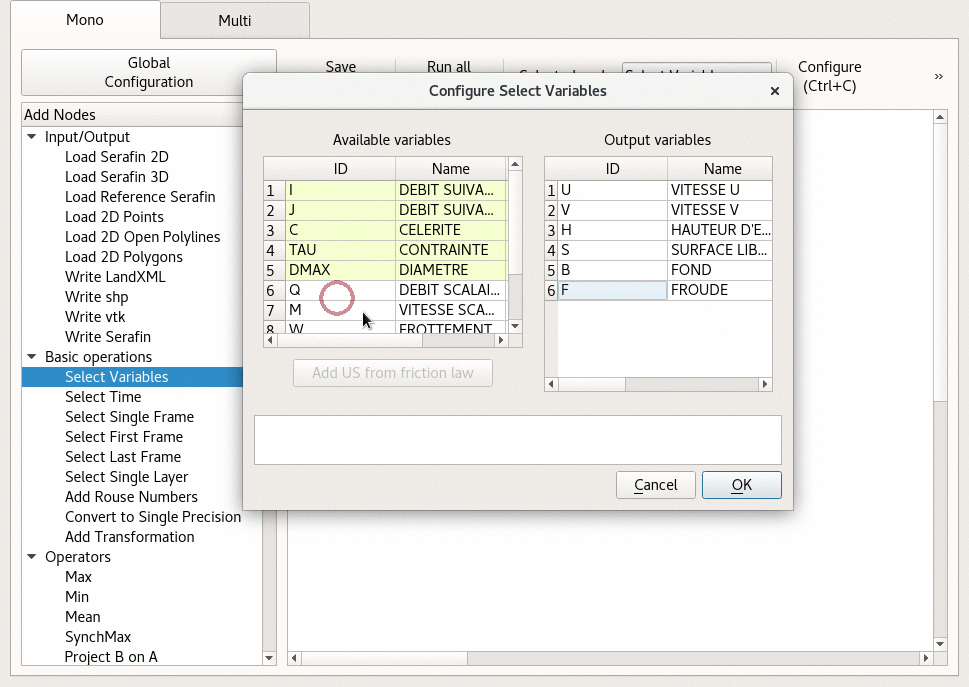 Mono
Multi
Global
Configuration
Save
Run all
Configure
(Ctrl+C)
»
Add Nodes
Input/Output
Load Serafin 2D
Load Serafin 3D
Load Reference Serafin
Load 2D Points
Load 2D Open Polylines
Load 2D Polygons
Write LandXML
Write shp
Write vtk
Write Serafin
Basic operations
Select Variables
Select Time
Select Single Frame
Select First Frame
Select Last Frame
Select Single Layer
Add Rouse Numbers
Convert to Single Precision
Add Transformation
Operators
Max
Min
Mean
SynchMax
Project B on A
Configure Select Variables
Available variables
ID Name
1 I DEBIT SUIVA...
2 J DEBIT SUIVA...
3 C CELERITE
4 TAU CONTRAINTE
5 DMAX DIAMETRE
6 Q DEBIT SCALAI...
7 M VITESSE SCA...
8 W FROTTEMENT
Add US from friction law
Output variables
ID Name
1 U VITESSE U
2 V VITESSE V
3 H HAUTEUR D'E...
4 S SURFACE LIB...
5 B FOND
6 F FROUDE
Cancel
OK